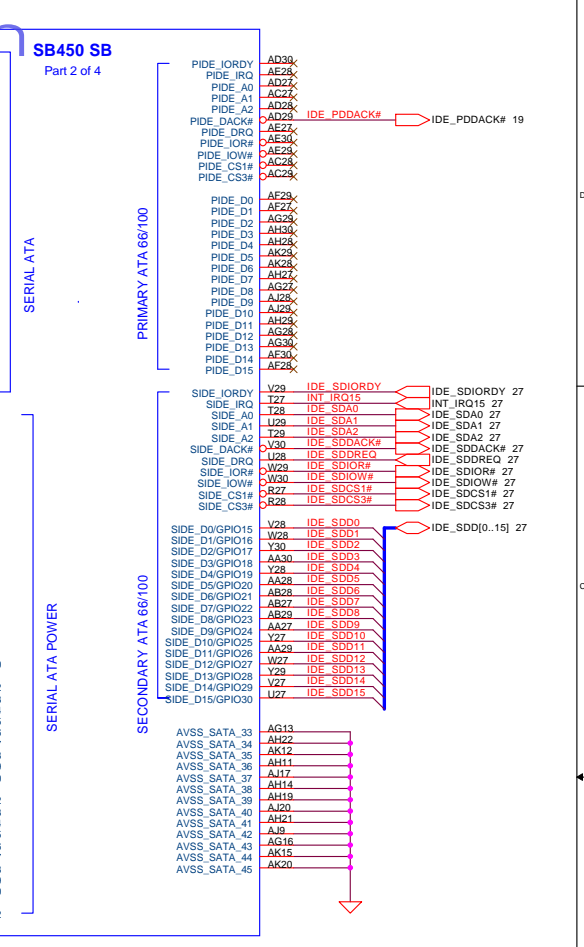 SB450 SB
Part 2 of 4
SERIAL ATA
SERIAL ATA POWER
PRIMARY ATA 66/100
PIDE_IORDY AD30
PIDE_IRQ AE28
PIDE_A0 AD27
PIDE_A1 AC27
PIDE_A2 AD28
PIDE_DACK# AD29 IDE_PDDACK# IDE_PDDACK# 19
PIDE_DRQ AE27
PIDE_IOR# AE30
PIDE_IOW# AE29
PIDE_CS1# AC28
PIDE_CS3# AC29
PIDE_D0 AF29
PIDE_D1 AF27
PIDE_D2 AG29
PIDE_D3 AH30
PIDE_D4 AH28
PIDE_D5 AK29
PIDE_D6 AK28
PIDE_D7 AH27
PIDE_D8 AG27
PIDE_D9 AJ28
PIDE_D10 AJ29
PIDE_D11 AH29
PIDE_D12 AG28
PIDE_D13 AG30
PIDE_D14 AF30
PIDE_D15 AF28
SECONDARY ATA 66/100
SIDE_IORDY V29 IDE_SDIORDY IDE_SDIORDY 27
SIDE_IRQ T27 INT_IRQ15 INT_IRQ15 27
SIDE_A0 T28 IDE_SDA0 IDE_SDA0 27
SIDE_A1 U29 IDE_SDA1 IDE_SDA1 27
SIDE_A2 T29 IDE_SDA2 IDE_SDA2 27
SIDE_DACK# V30 IDE_SDDACK# IDE_SDDACK# 27
SIDE_DRQ U28 IDE_SDDREQ IDE_SDDREQ 27
SIDE_IOR# W29 IDE_SDIOR# IDE_SDIOR# 27
SIDE_IOW# W30 IDE_SDIOW# IDE_SDIOW# 27
SIDE_CS1# R27 IDE_SDCS1# IDE_SDCS1# 27
SIDE_CS3# R28 IDE_SDCS3# IDE_SDCS3# 27
SIDE_D0/GPIO15 V28 IDE_SDD0 IDE_SDD[0..15] 27
SIDE_D1/GPIO16 W28 IDE_SDD1
SIDE_D2/GPIO17 Y30 IDE_SDD2
SIDE_D3/GPIO18 AA30 IDE_SDD3
SIDE_D4/GPIO19 Y28 IDE_SDD4
SIDE_D5/GPIO20 AA28 IDE_SDD5
SIDE_D6/GPIO21 AB28 IDE_SDD6
SIDE_D7/GPIO22 AB27 IDE_SDD7
SIDE_D8/GPIO23 AB29 IDE_SDD8
SIDE_D9/GPIO24 AA27 IDE_SDD9
SIDE_D10/GPIO25 Y27 IDE_SDD10
SIDE_D11/GPIO26 AA29 IDE_SDD11
SIDE_D12/GPIO27 W27 IDE_SDD12
SIDE_D13/GPIO28 Y29 IDE_SDD13
SIDE_D14/GPIO29 V27 IDE_SDD14
SIDE_D15/GPIO30 U27 IDE_SDD15
AVSS_SATA_33 AG13
AVSS_SATA_34 AH22
AVSS_SATA_35 AK12
AVSS_SATA_36 AH11
AVSS_SATA_37 AJ17
AVSS_SATA_38 AH14
AVSS_SATA_39 AH19
AVSS_SATA_40 AJ20
AVSS_SATA_41 AH21
AVSS_SATA_42 AJ9
AVSS_SATA_43 AG16
AVSS_SATA_44 AK15
AVSS_SATA_45 AK20